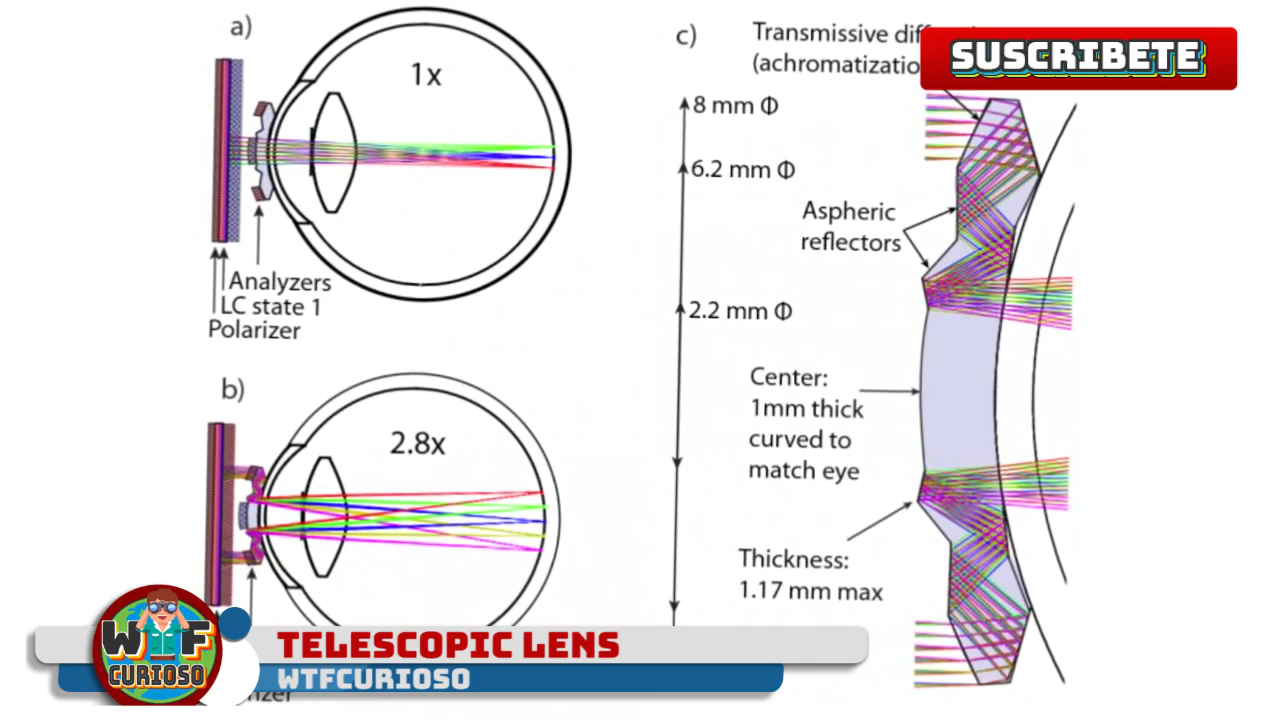 a)
1x
Analyzers
LC state 1
Polarizer
b)
2.8x
c)
Transmissive
(achromatizatio
SUSCRIBETE
8 mm Φ
6.2 mm Φ
Aspheric
reflectors
2.2 mm Φ
Center:
1mm thick
curved to
match eye
Thickness:
1.17 mm max
WTF
CURIOSO
TELESCOPIC LENS
WTFCURIOSO